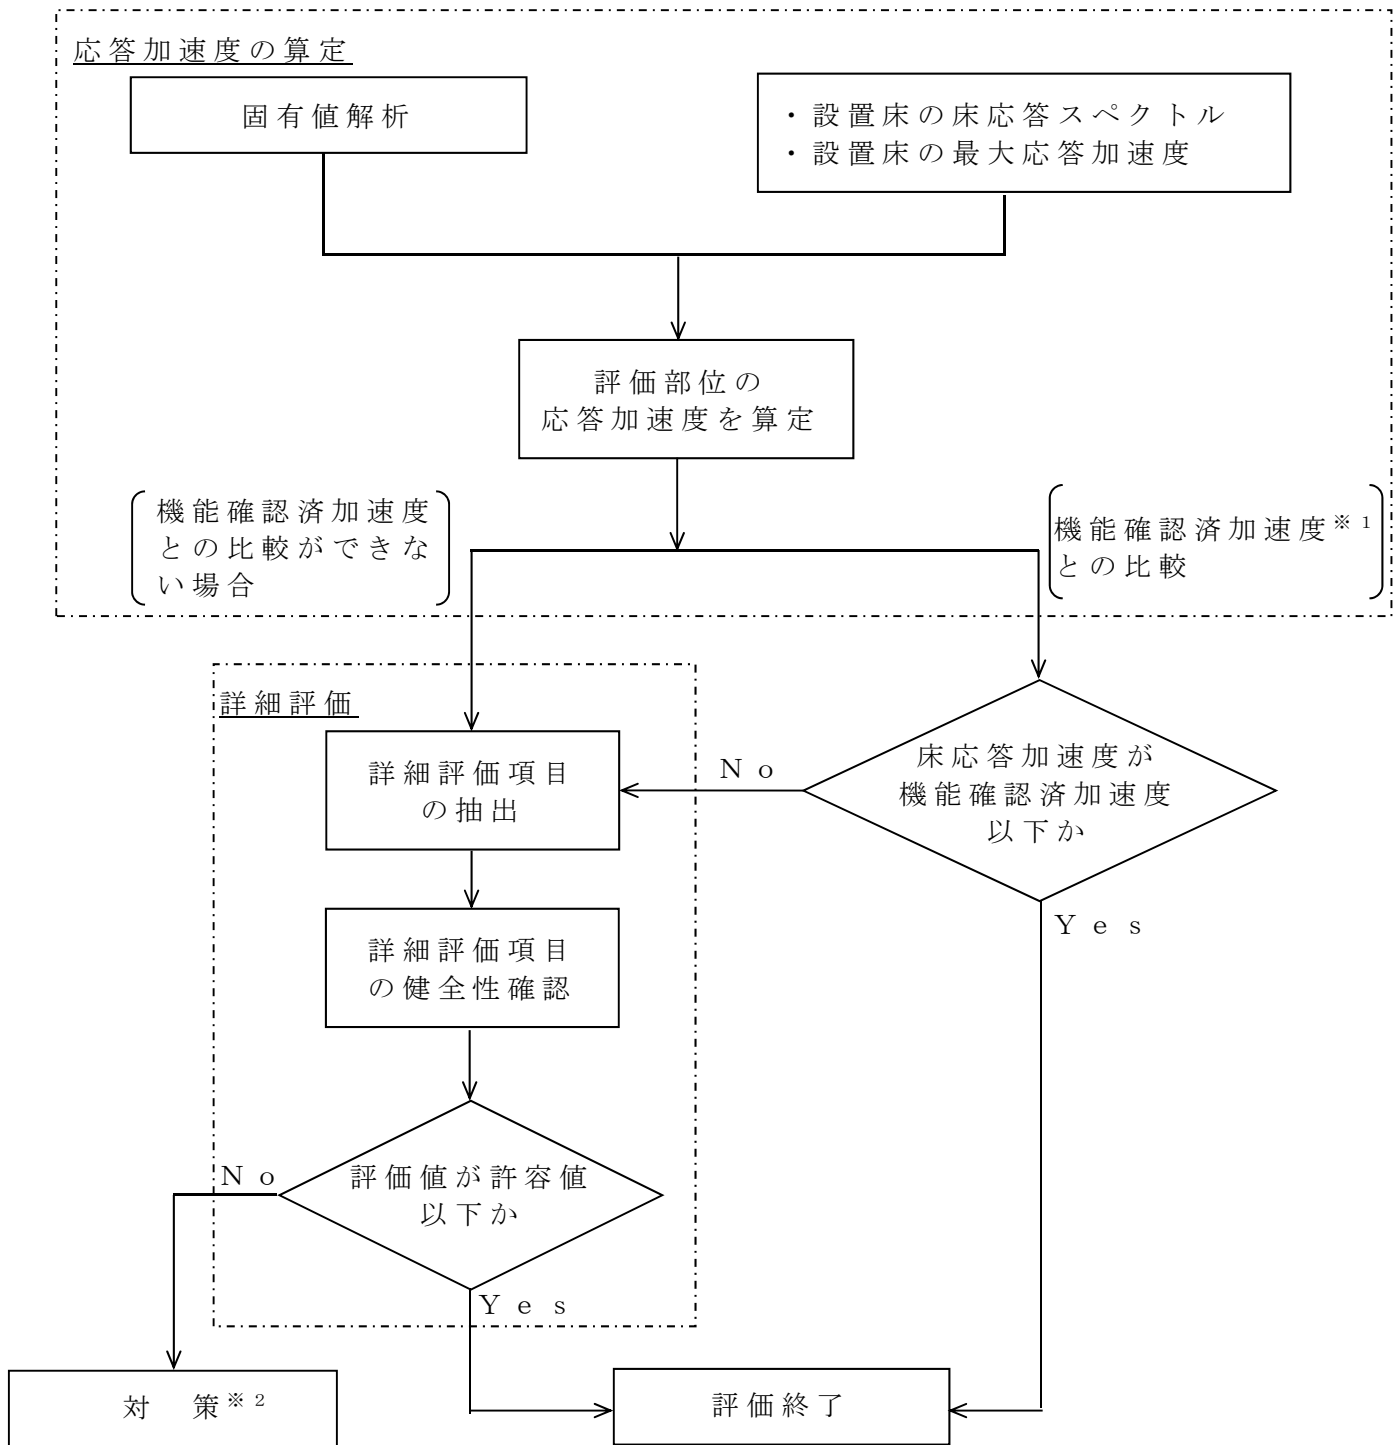 応答加速度の算定
固有値解析
・設置床の床応答スペクトル
・設置床の最大応答加速度
評価部位の
応答加速度を算定
機能確認済加速度
との比較ができな
い場合
機能確認済加速度※1
との比較
詳細評価
詳細評価項目
の抽出
No
床応答加速度が
機能確認済加速度
以下か
Yes
詳細評価項目
の健全性確認
No
評価値が許容値
以下か
Yes
対　策※2
評価終了